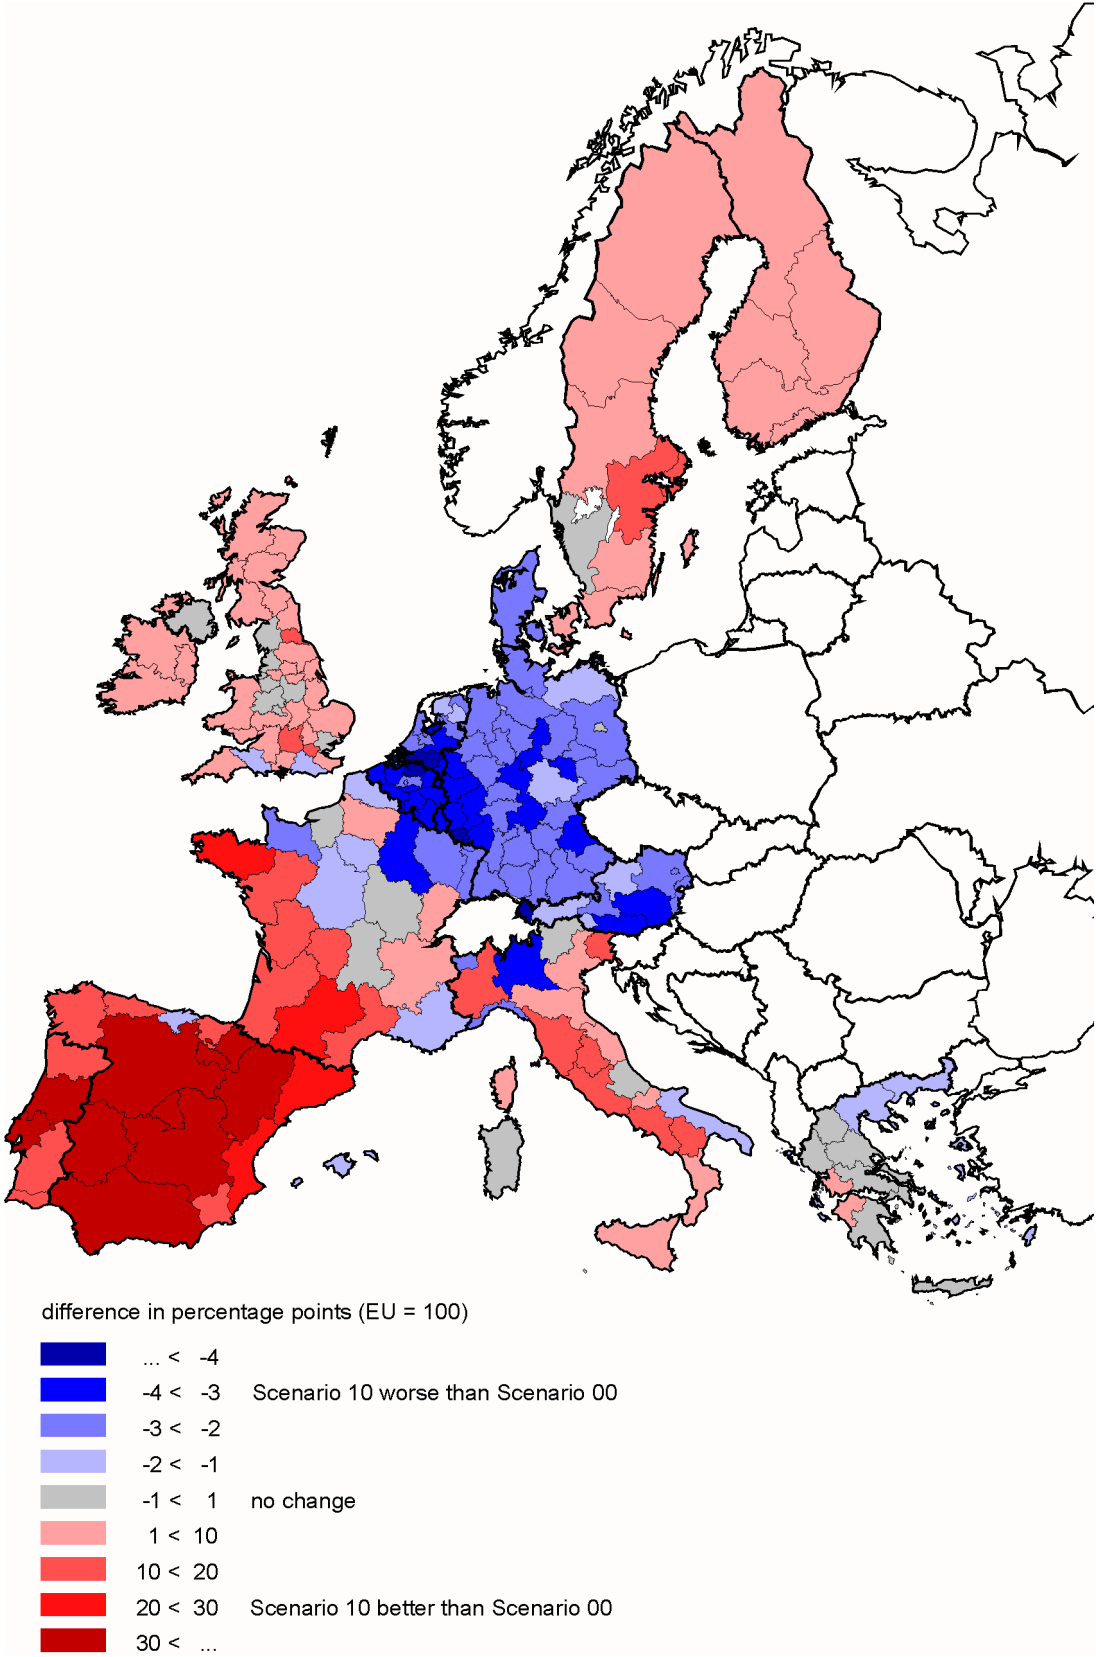 difference in percentage points (EU = 100)
... < -4
-4 < -3 Scenario 10 worse than Scenario 00
-3 < -2
-2 < -1
-1 < 1 no change
1 < 10
10 < 20
20 < 30 Scenario 10 better than Scenario 00
30 < ...